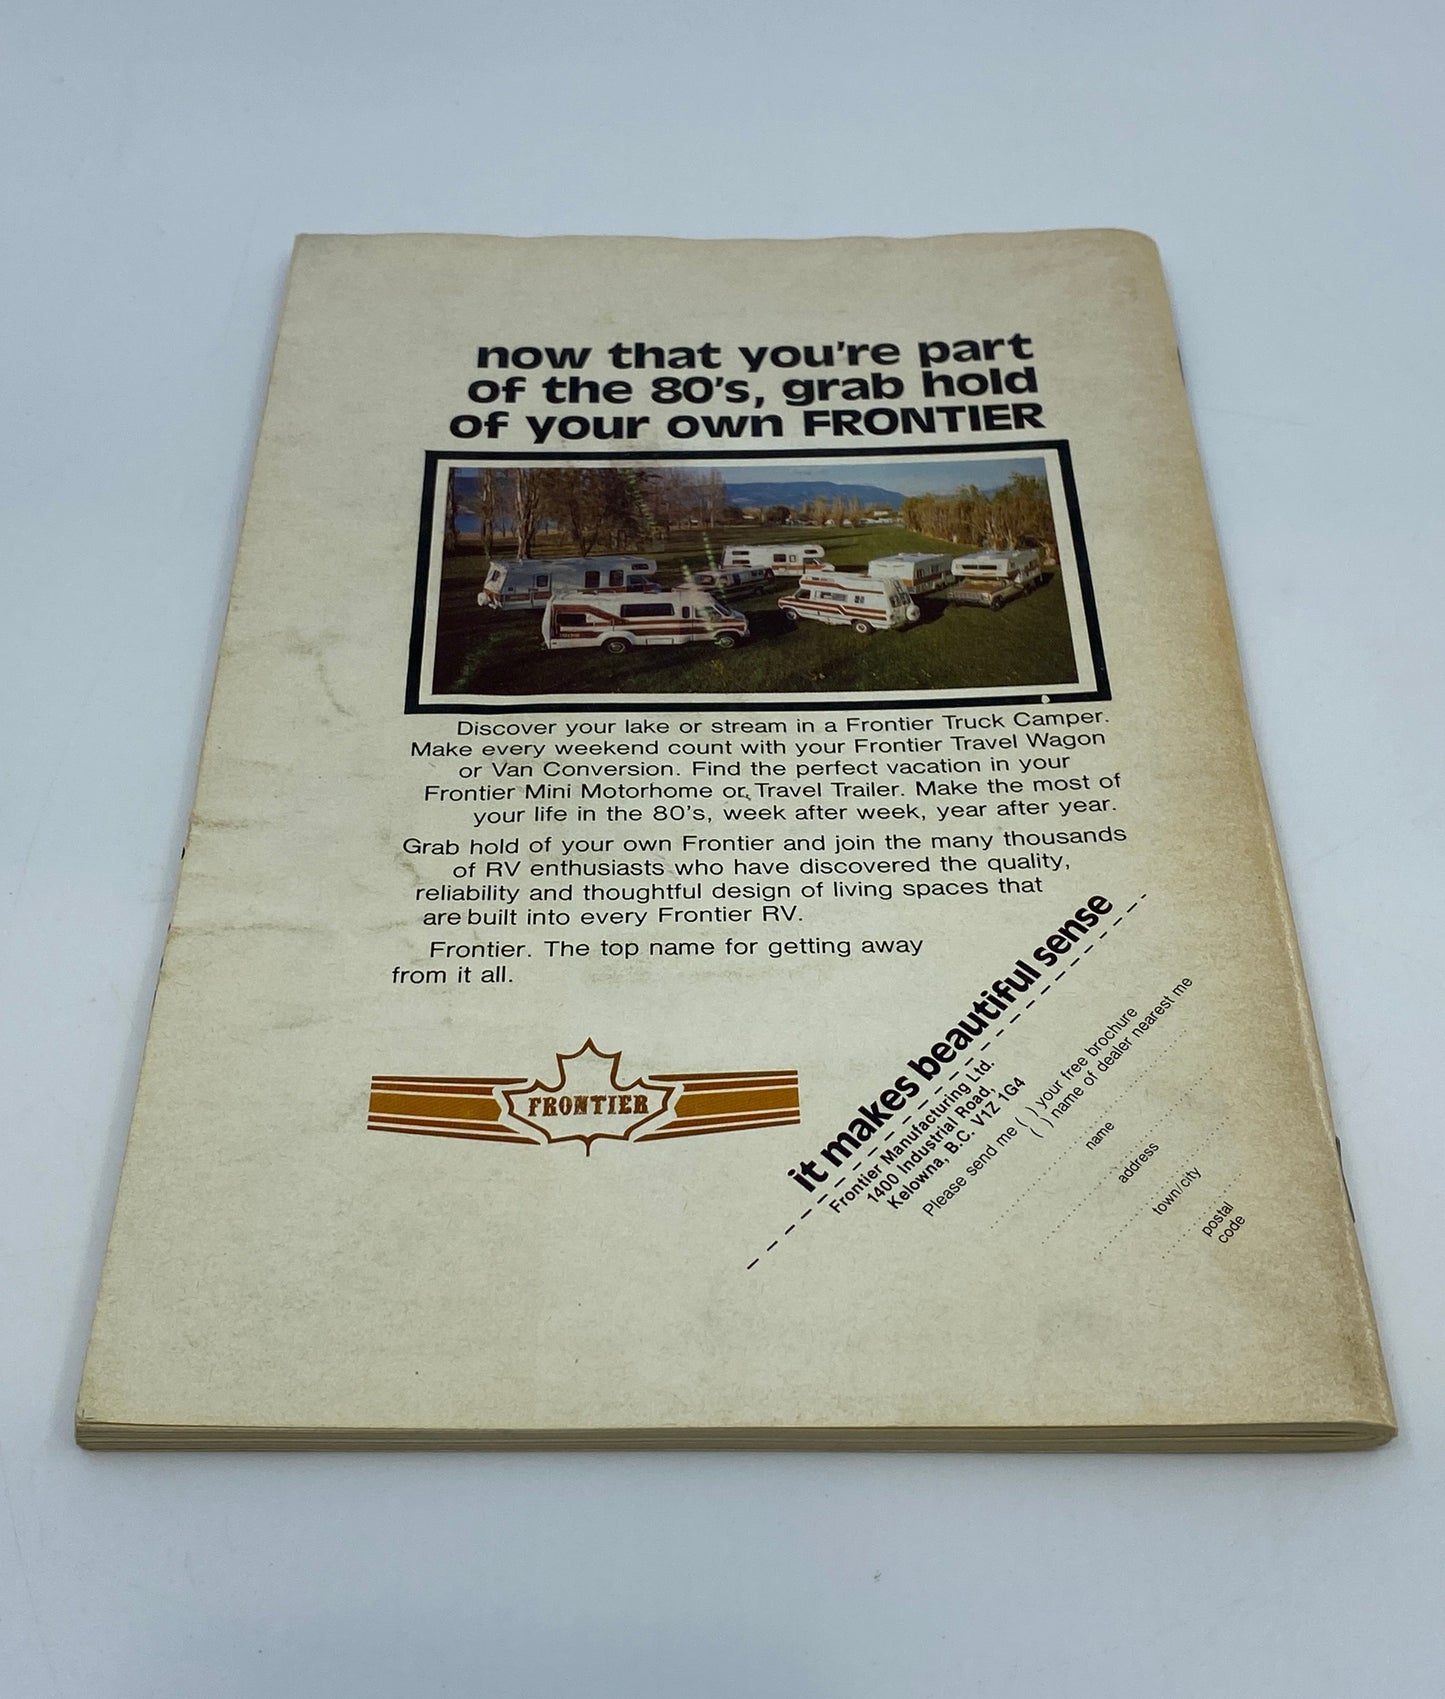 now that you're part
of the 80's, grab hold
of your own FRONTIER
Discover your lake or stream in a Frontier Truck Camper.
Make every weekend count with your Frontier Travel Wagon
or Van Conversion. Find the perfect vacation in your
Frontier Mini Motorhome or Travel Trailer. Make the most of
your life in the 80's, week after week, year after year.
Grab hold of your own Frontier and join the many thousands
of RV enthusiasts who have discovered the quality,
reliability and thoughtful design of living spaces that
are built into every Frontier RV.
Frontier. The top name for getting away
from it all.
FRONTIER
it makes beautiful sense
Frontier Manufacturing Ltd.
1400 Industrial Road,
Kelowna, B.C. V1Z 1G4
Please send me ( ) your free brochure
( ) name of dealer nearest me
name
address
town/city
postal
code